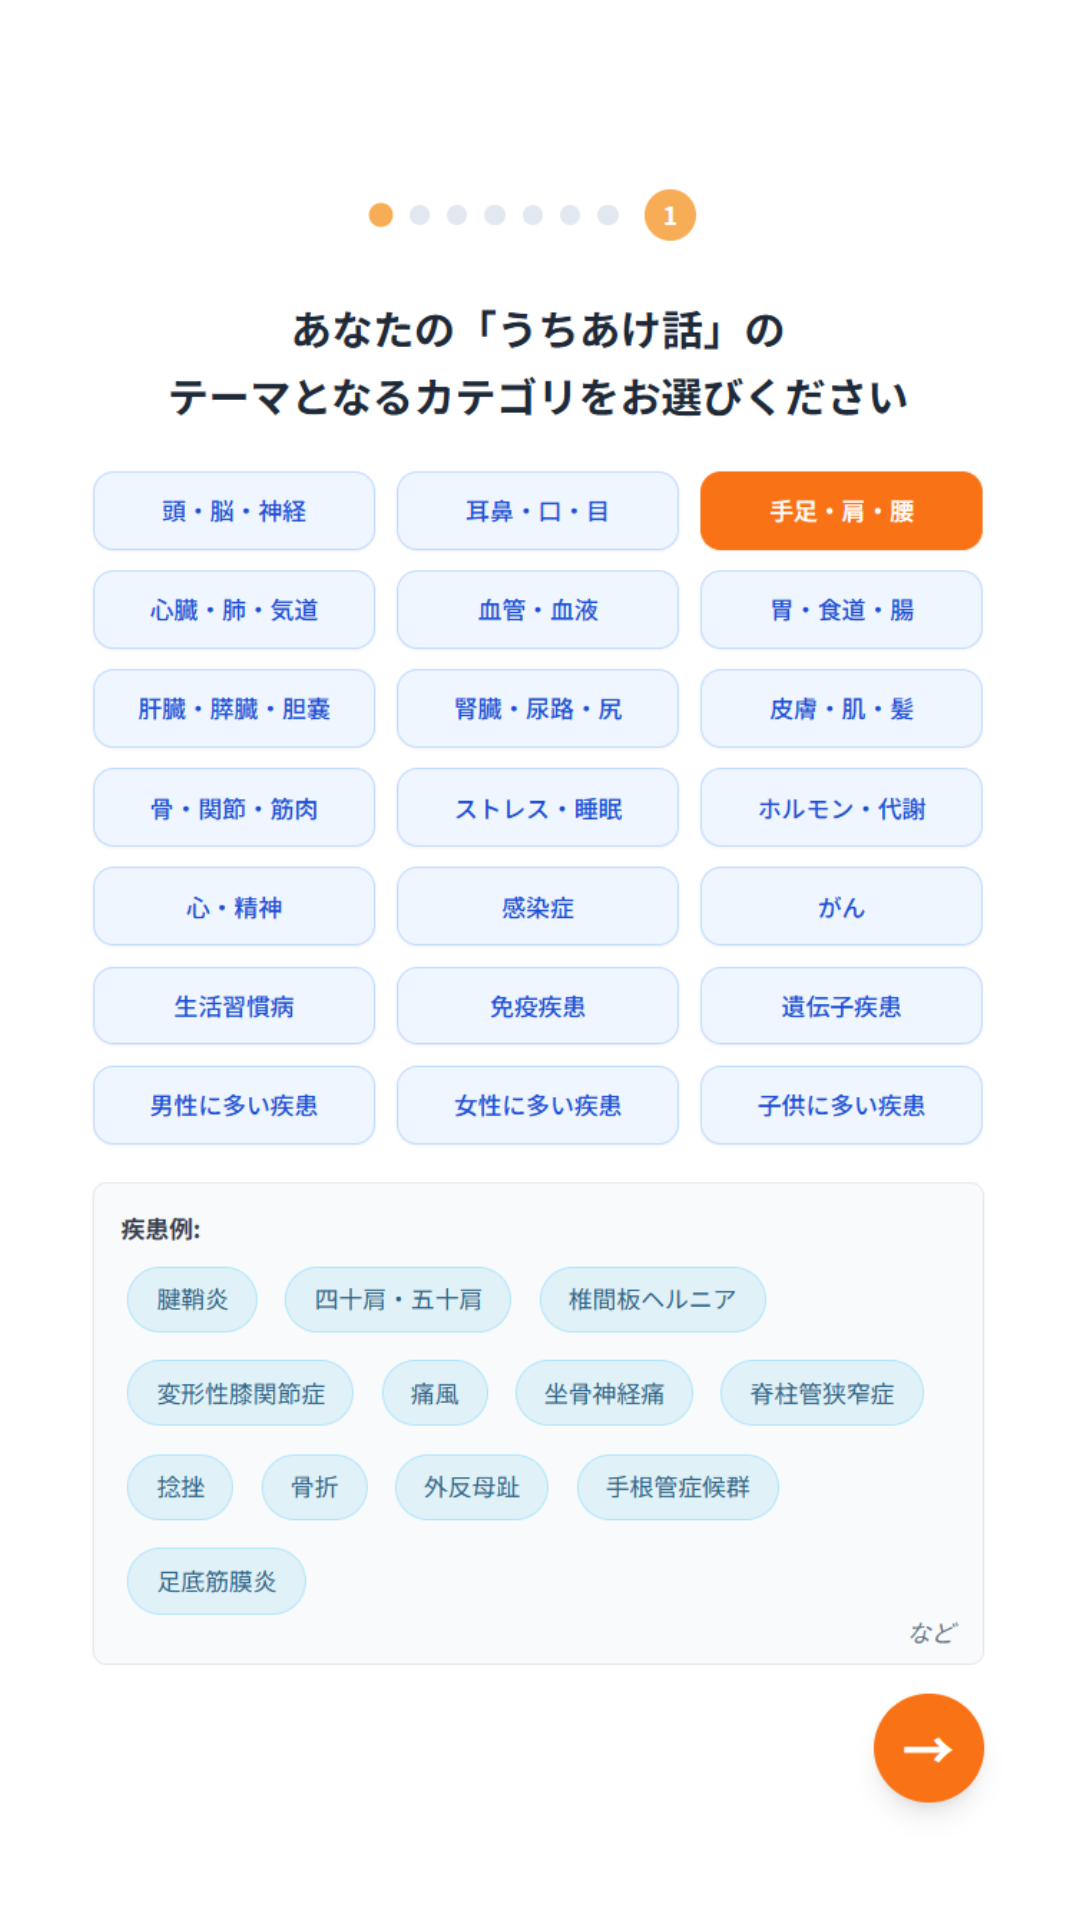 1
あなたの「うちあけ話」の
テーマとなるカテゴリをお選びください
頭・脳・神経 耳鼻・口・目 手足・肩・腰
心臓・肺・気道 血管・血液 胃・食道・腸
肝臓・膵臓・胆嚢 腎臓・尿路・尻 皮膚・肌・髪
骨・関節・筋肉 ストレス・睡眠 ホルモン・代謝
心・精神 感染症 がん
生活習慣病 免疫疾患 遺伝子疾患
男性に多い疾患 女性に多い疾患 子供に多い疾患
疾患例:
腱鞘炎 四十肩・五十肩 椎間板ヘルニア
変形性膝関節症 痛風 坐骨神経痛 脊柱管狭窄症
捻挫 骨折 外反母趾 手根管症候群
足底筋膜炎
など
→